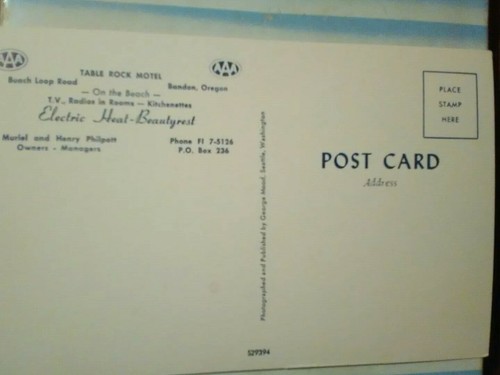 AAA
AAA
TABLE ROCK MOTEL
Beach Loop Road
Bandon, Oregon
— On the Beach —
T.V., Radios in Rooms — Kitchenettes
Electric Heat-Beautyrest
Muriel and Henry Philpott
Owners - Managers
Phone FI 7-5126
P.O. Box 236
Photographed and Published by George Mood, Seattle, Washington
PLACE
STAMP
HERE
POST CARD
Address
S29394